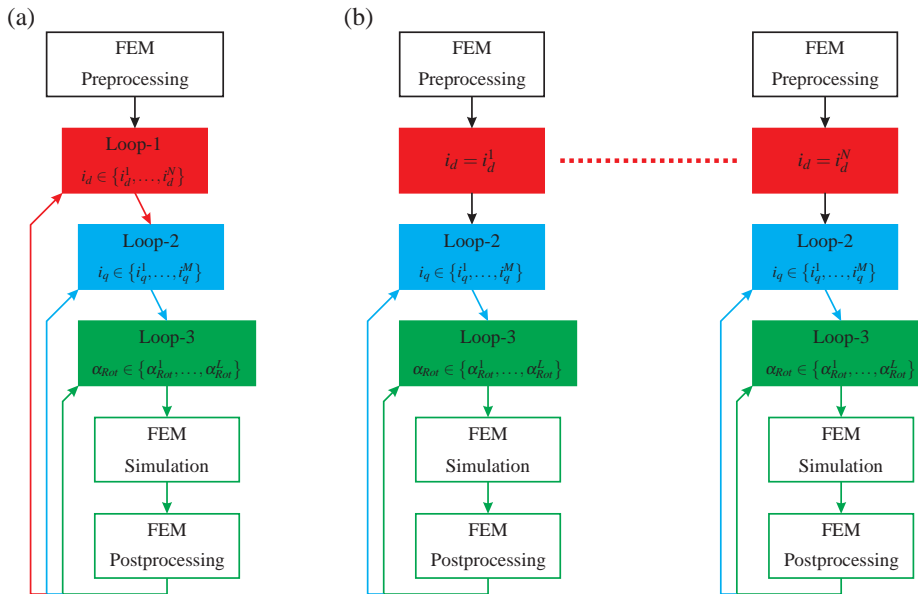 (a)
FEM
Preprocessing
Loop-1
i_d ∈ {i_d^1,...,i_d^N}
Loop-2
i_q ∈ {i_q^1,...,i_q^M}
Loop-3
α_Rot ∈ {α_Rot^1,...,α_Rot^L}
FEM
Simulation
FEM
Postprocessing
(b)
FEM
Preprocessing
i_d = i_d^1
Loop-2
i_q ∈ {i_q^1,...,i_q^M}
Loop-3
α_Rot ∈ {α_Rot^1,...,α_Rot^L}
FEM
Simulation
FEM
Postprocessing
FEM
Preprocessing
i_d = i_d^N
Loop-2
i_q ∈ {i_q^1,...,i_q^M}
Loop-3
α_Rot ∈ {α_Rot^1,...,α_Rot^L}
FEM
Simulation
FEM
Postprocessing